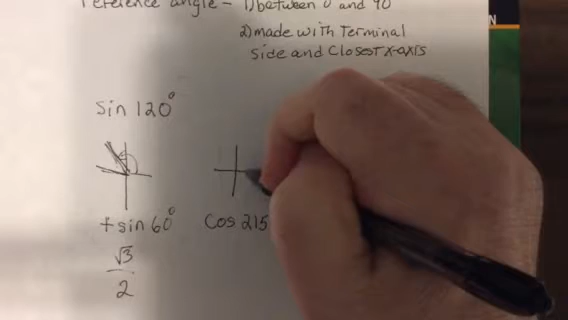 reference angle - 1) between 0 and 90
2) made with Terminal
side and closest x-axis
sin 120°
+ sin 60°
√3
2
cos 215